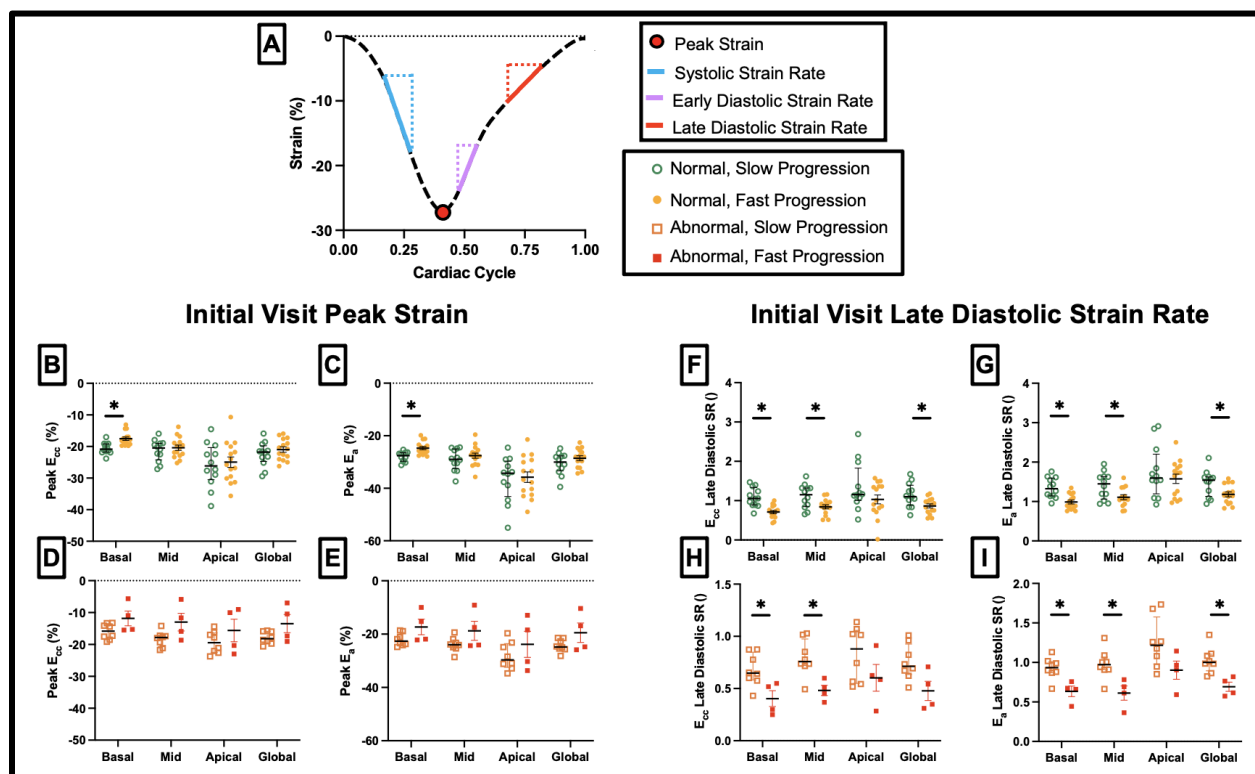 A
0
-10
-20
-30
Strain (%)
0.00 0.25 0.50 0.75 1.00
Cardiac Cycle
Peak Strain
Systolic Strain Rate
Early Diastolic Strain Rate
Late Diastolic Strain Rate
Normal, Slow Progression
Normal, Fast Progression
Abnormal, Slow Progression
Abnormal, Fast Progression
Initial Visit Peak Strain
Initial Visit Late Diastolic Strain Rate
B
Peak Ecc (%)
0
-10
-20
-30
-40
-50
*
Basal Mid Apical Global
C
Peak Ea (%)
0
-20
-40
-60
*
Basal Mid Apical Global
F
Ecc Late Diastolic SR ()
4
3
2
1
0
* * *
Basal Mid Apical Global
G
Ea Late Diastolic SR ()
4
3
2
1
0
* * *
Basal Mid Apical Global
D
Peak Ecc (%)
0
-10
-20
-30
-40
-50
Basal Mid Apical Global
E
Peak Ea (%)
0
-20
-40
-60
Basal Mid Apical Global
H
Ecc Late Diastolic SR ()
1.5
1.0
0.5
0.0
* *
Basal Mid Apical Global
I
Ea Late Diastolic SR ()
2.0
1.5
1.0
0.5
0.0
* * *
Basal Mid Apical Global